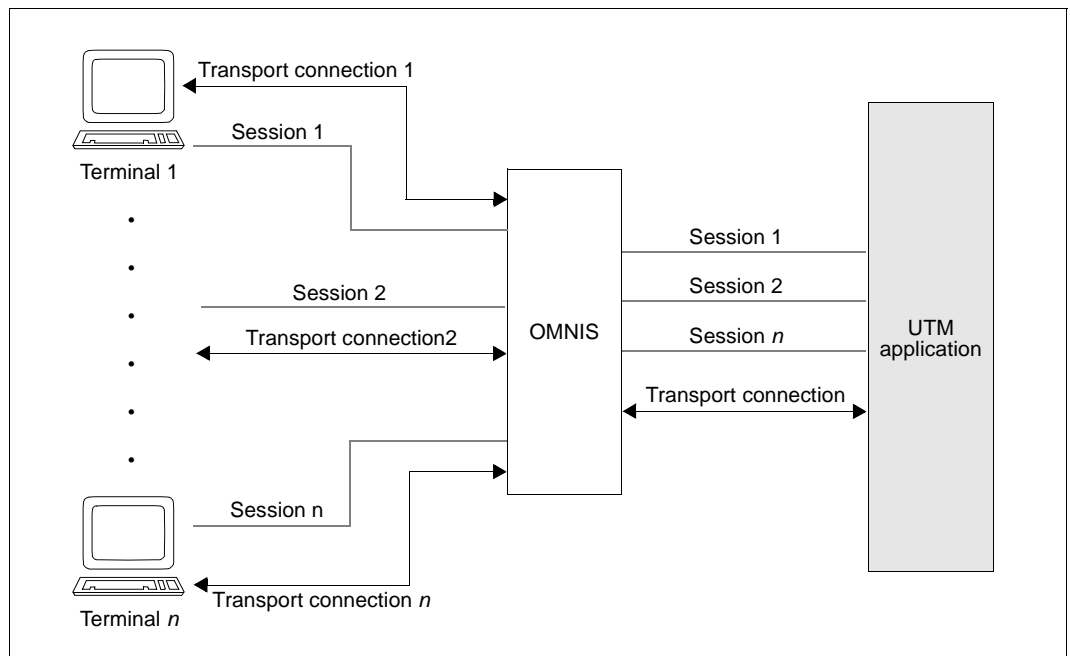 Transport connection 1
Session 1
Terminal 1
Session 2
Transport connection2
Session n
Transport connection n
Terminal n
OMNIS
Session 1
Session 2
Session n
Transport connection
UTM
application